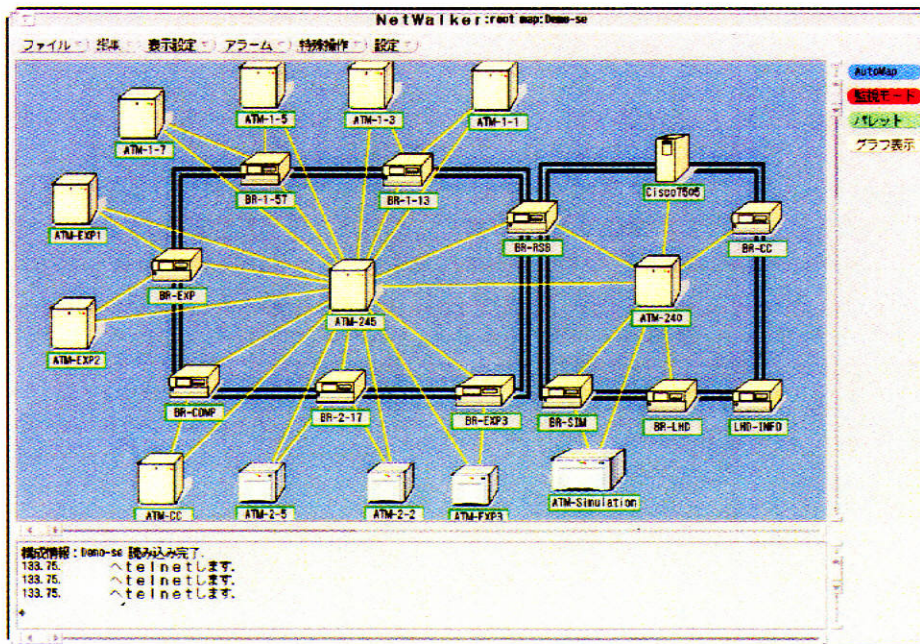 NetWalker:root map:Demo-se
ファイル 編集 表示設定 アラーム 特殊操作 設定
AutoMap
監視モード
パレット
グラフ表示
ATM-1-5
ATM-1-3
ATM-1-1
ATM-1-7
BR-1-57
BR-1-13
Cisco7505
ATM-EXP1
BR-RSB
BR-CC
BR-EXP
ATM-245
ATM-240
ATM-EXP2
BR-COMP
BR-2-17
BR-EXP3
BR-SIM
BR-LHD
LHD-INFO
ATM-CC
ATM-2-5
ATM-2-2
ATM-EXP3
ATM-Simulation
構成情報：Demo-se 読み込み完了.
133.75. へtelnetします.
133.75. へtelnetします.
133.75. へtelnetします.